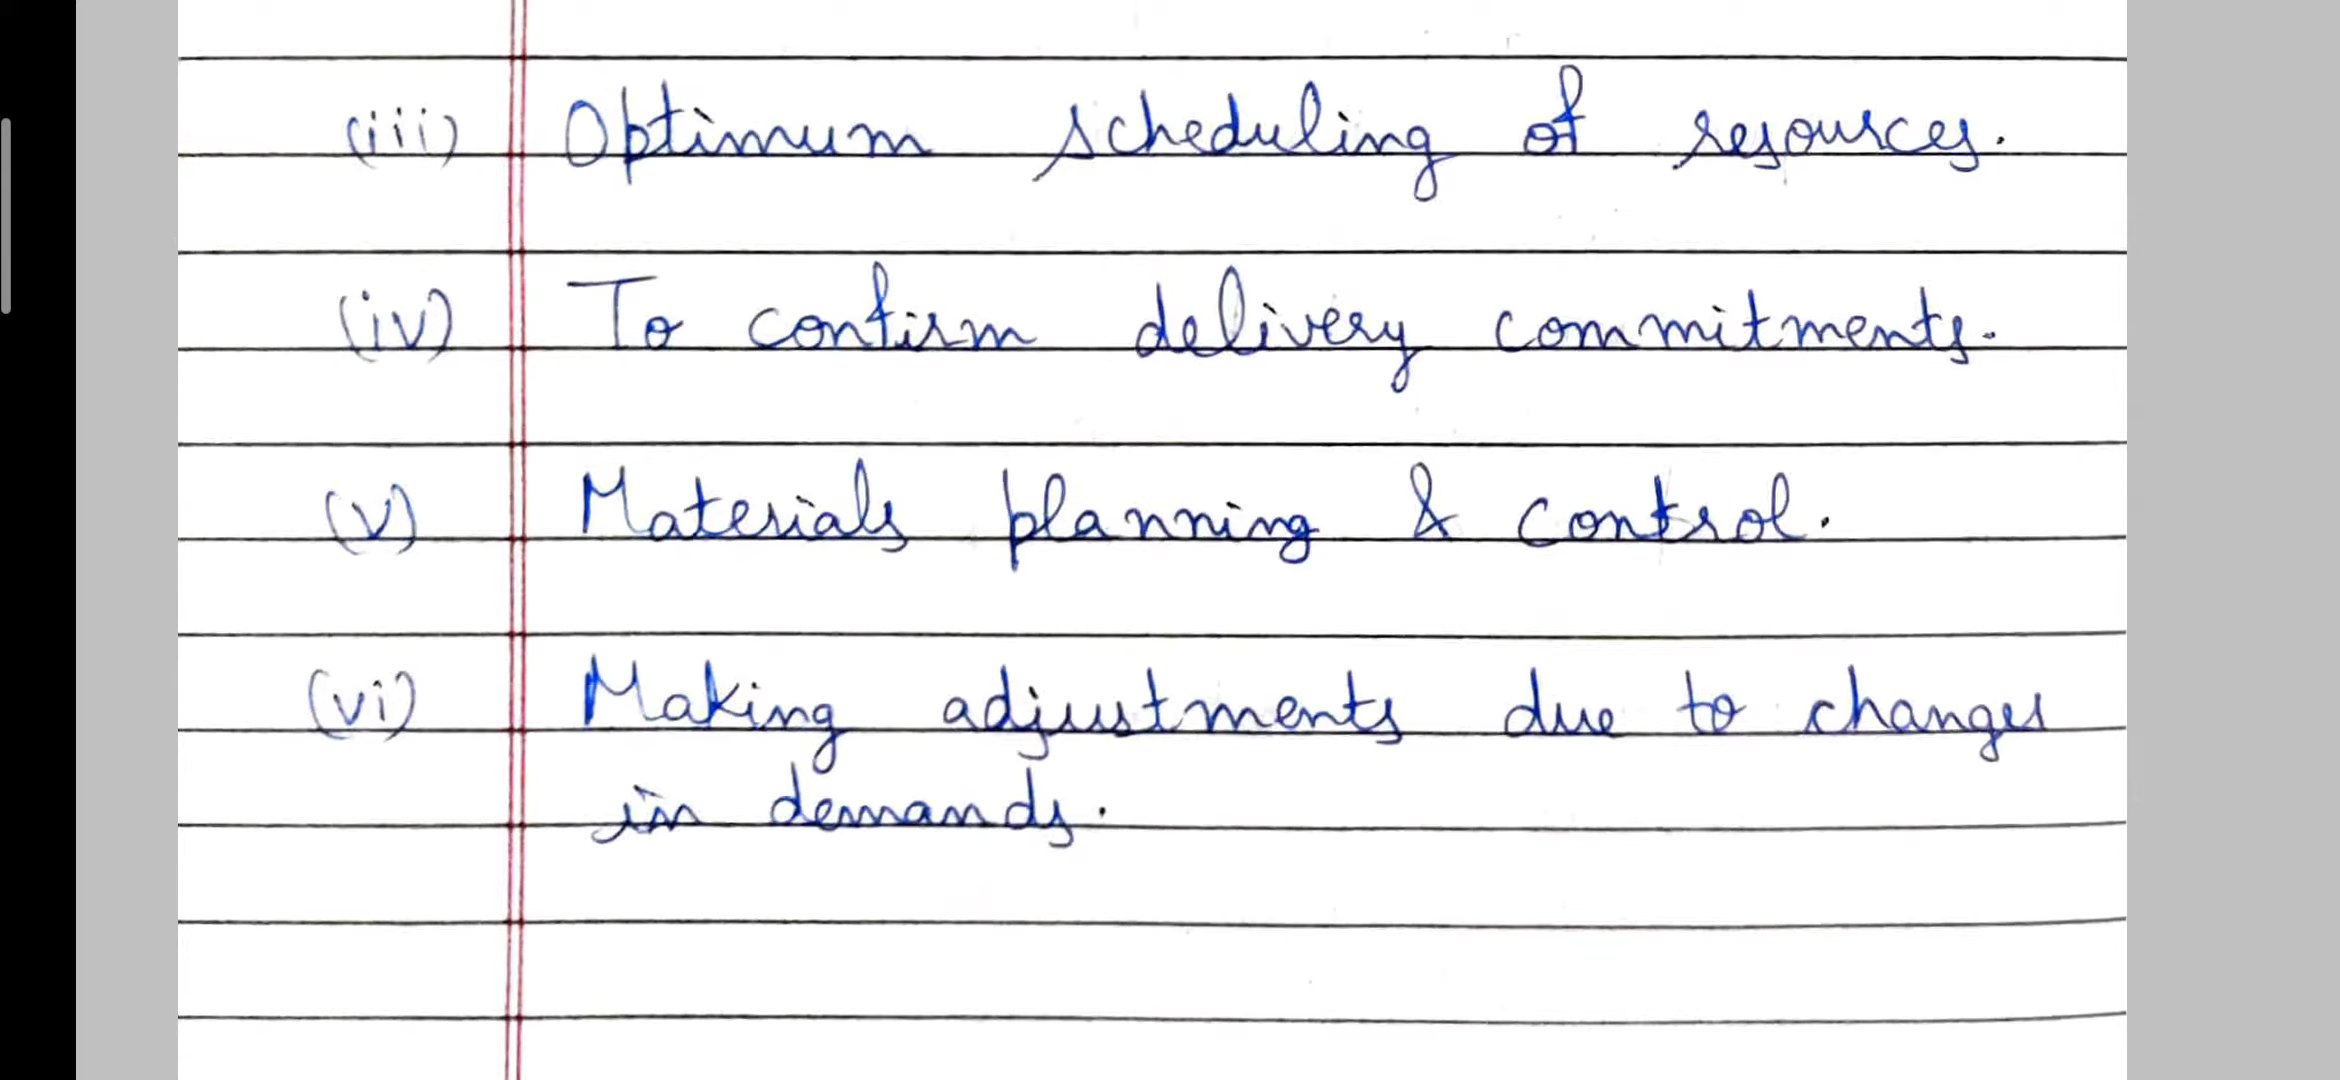 (iii) Optimum scheduling of resources.
(iv) To confirm delivery commitments.
(v) Materials planning & control.
(vi) Making adjustments due to changes
in demands.